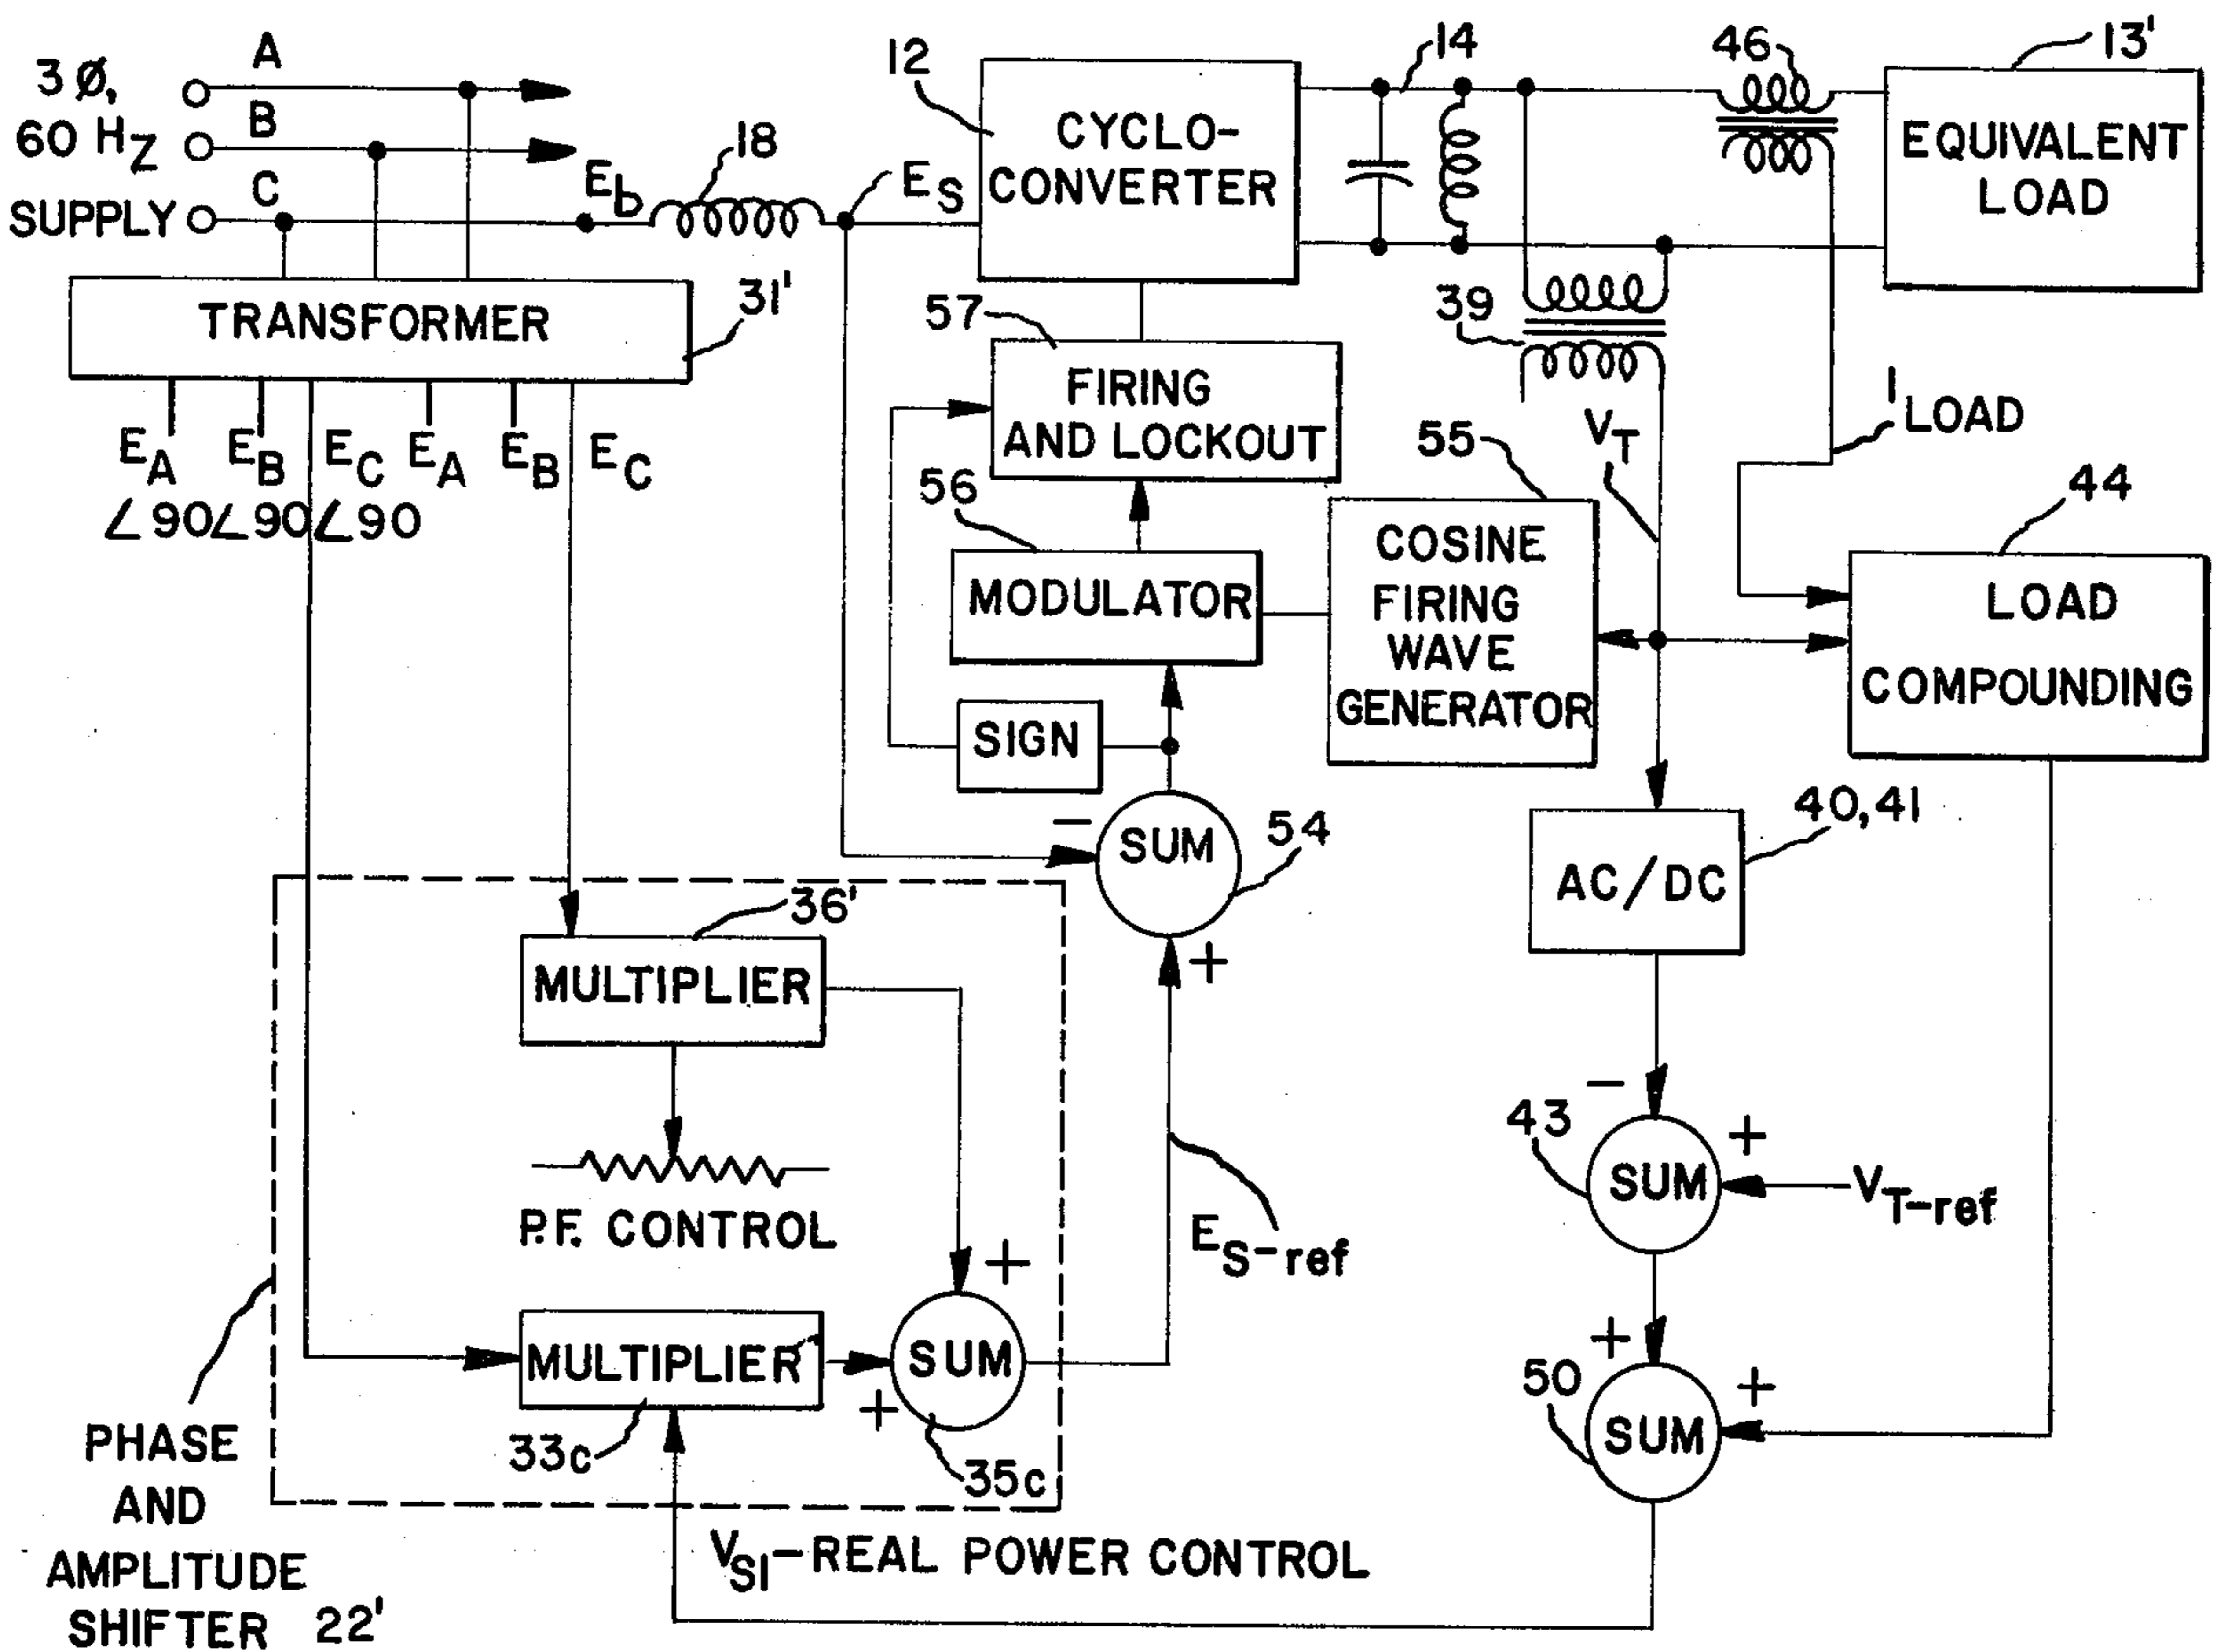 3Ø,
60 HZ
SUPPLY
A
B
C
Eb
18
ES
12
CYCLO-
CONVERTER
14
46
13'
EQUIVALENT
LOAD
TRANSFORMER
31'
EA
∠90
EB
∠90
EC
∠90
EA
EB
EC
57
FIRING
AND LOCKOUT
39
VT
ILOAD
56
MODULATOR
55
COSINE
FIRING
WAVE
GENERATOR
44
LOAD
COMPOUNDING
SIGN
−
SUM
54
+
40,41
AC/DC
36'
MULTIPLIER
P.F. CONTROL
ES-ref
−
43
SUM
+
VT-ref
MULTIPLIER
33c
+
+
SUM
35c
+
50
SUM
+
PHASE
AND
AMPLITUDE
SHIFTER 22'
VS1-REAL POWER CONTROL